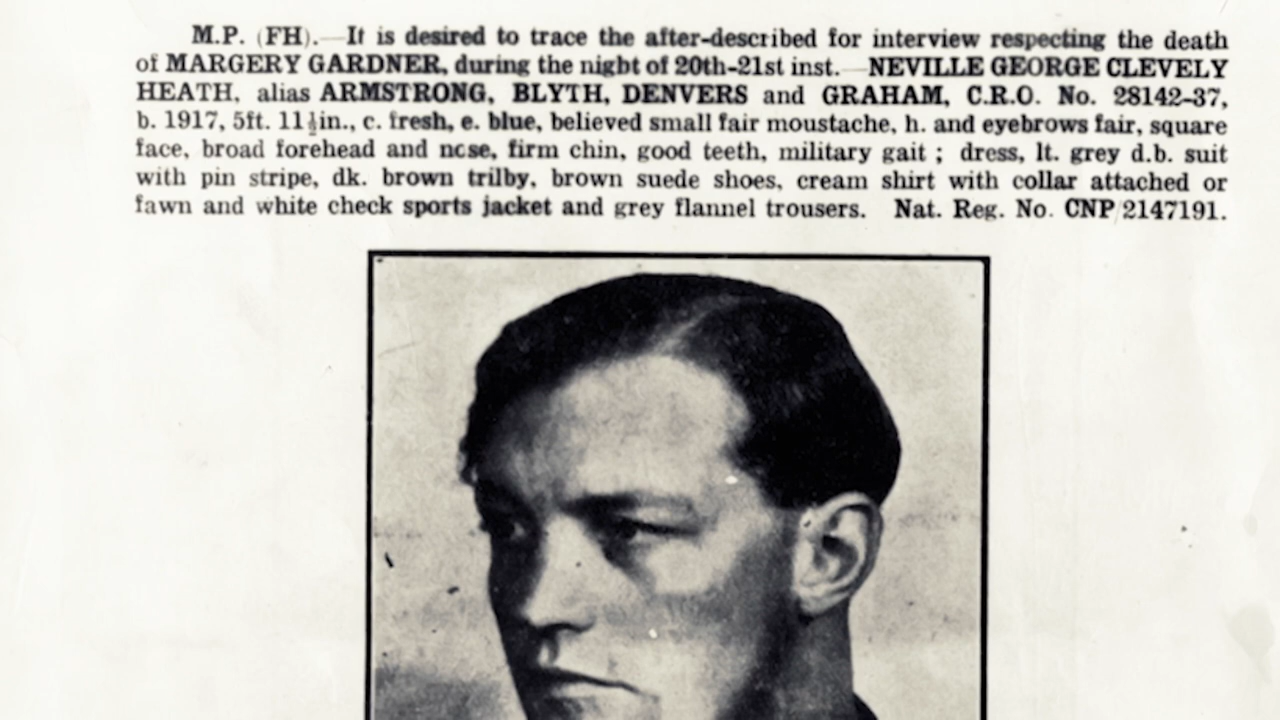 M.P. (FH).—It is desired to trace the after-described for interview respecting the death
of MARGERY GARDNER, during the night of 20th-21st inst.—NEVILLE GEORGE CLEVELY
HEATH, alias ARMSTRONG, BLYTH, DENVERS and GRAHAM, C.R.O. No. 28142-37,
b. 1917, 5ft. 11½in., c. fresh, e. blue, believed small fair moustache, h. and eyebrows fair, square
face, broad forehead and nose, firm chin, good teeth, military gait ; dress, lt. grey d.b. suit
with pin stripe, dk. brown trilby, brown suede shoes, cream shirt with collar attached or
fawn and white check sports jacket and grey flannel trousers. Nat. Reg. No. CNP 2147191.